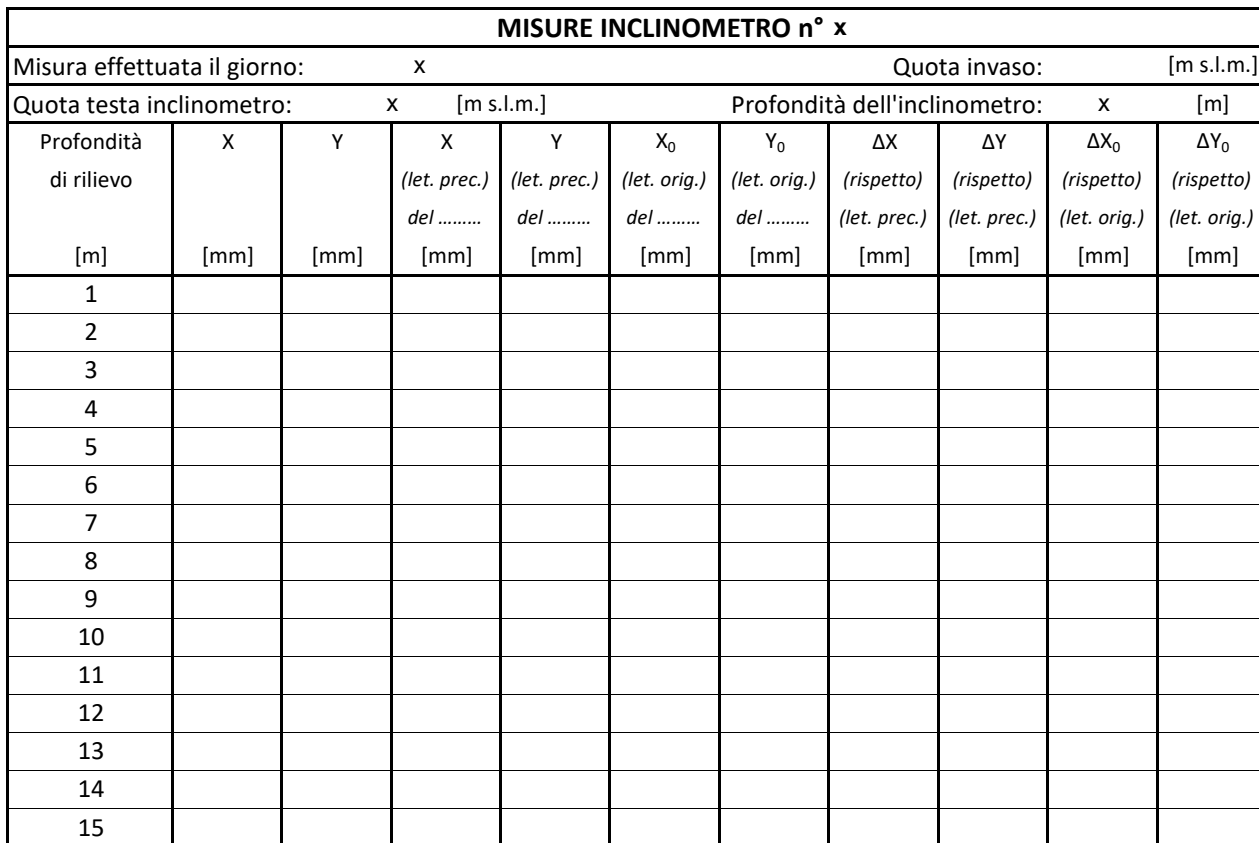 MISURE INCLINOMETRO n° x
Misura effettuata il giorno: x Quota invaso: [m s.l.m.]
Quota testa inclinometro: x [m s.l.m.] Profondità dell'inclinometro: x [m]
Profondità X Y X Y X₀ Y₀ ΔX ΔY ΔX₀ ΔY₀
di rilievo (let. prec.) (let. prec.) (let. orig.) (let. orig.) (rispetto) (rispetto) (rispetto) (rispetto)
del ......... del ......... del ......... del ......... (let. prec.) (let. prec.) (let. orig.) (let. orig.)
[m] [mm] [mm] [mm] [mm] [mm] [mm] [mm] [mm] [mm] [mm]
1
2
3
4
5
6
7
8
9
10
11
12
13
14
15